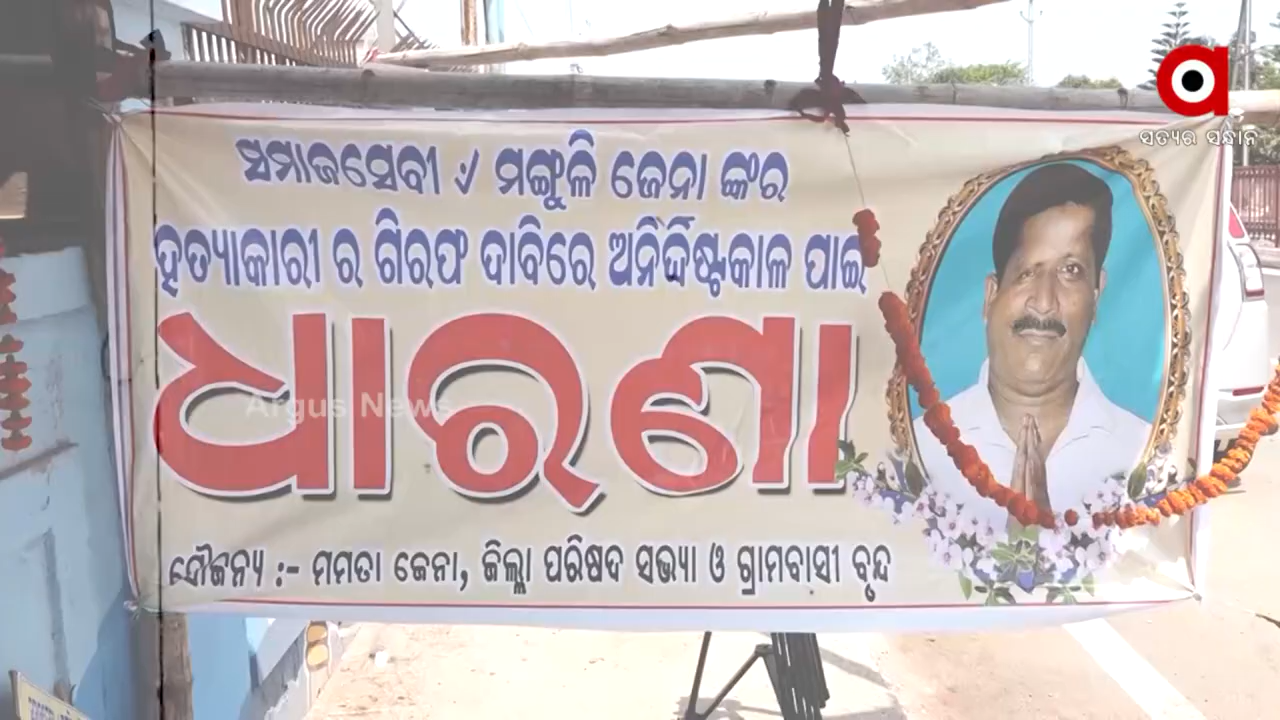 ସତ୍ୟର ସନ୍ଧାନ
ସମାଜସେବୀ ୰ ମଙ୍ଗୁଳି ଜେନା ଙ୍କର
ହତ୍ୟାକାରୀ ର ଗିରଫ ଦାବିରେ ଅନିର୍ଦ୍ଦିଷ୍ଟକାଳ ପାଇଁ
ଧାରଣା
Argus News
ସୌଜନ୍ୟ :- ମମତା ଜେନା, ଜିଲ୍ଲା ପରିଷଦ ସଭ୍ୟା ଓ ଗ୍ରାମବାସୀ ବୃନ୍ଦ